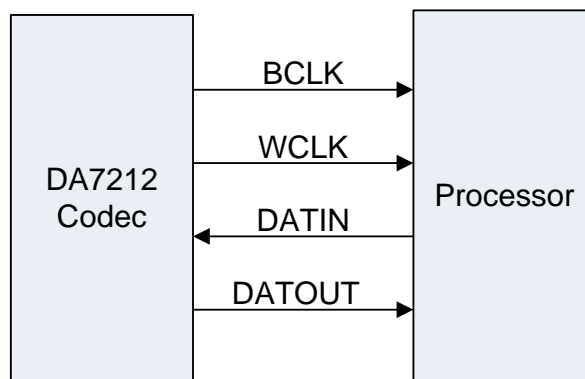 DA7212
Codec
BCLK
WCLK
DATIN
DATOUT
Processor